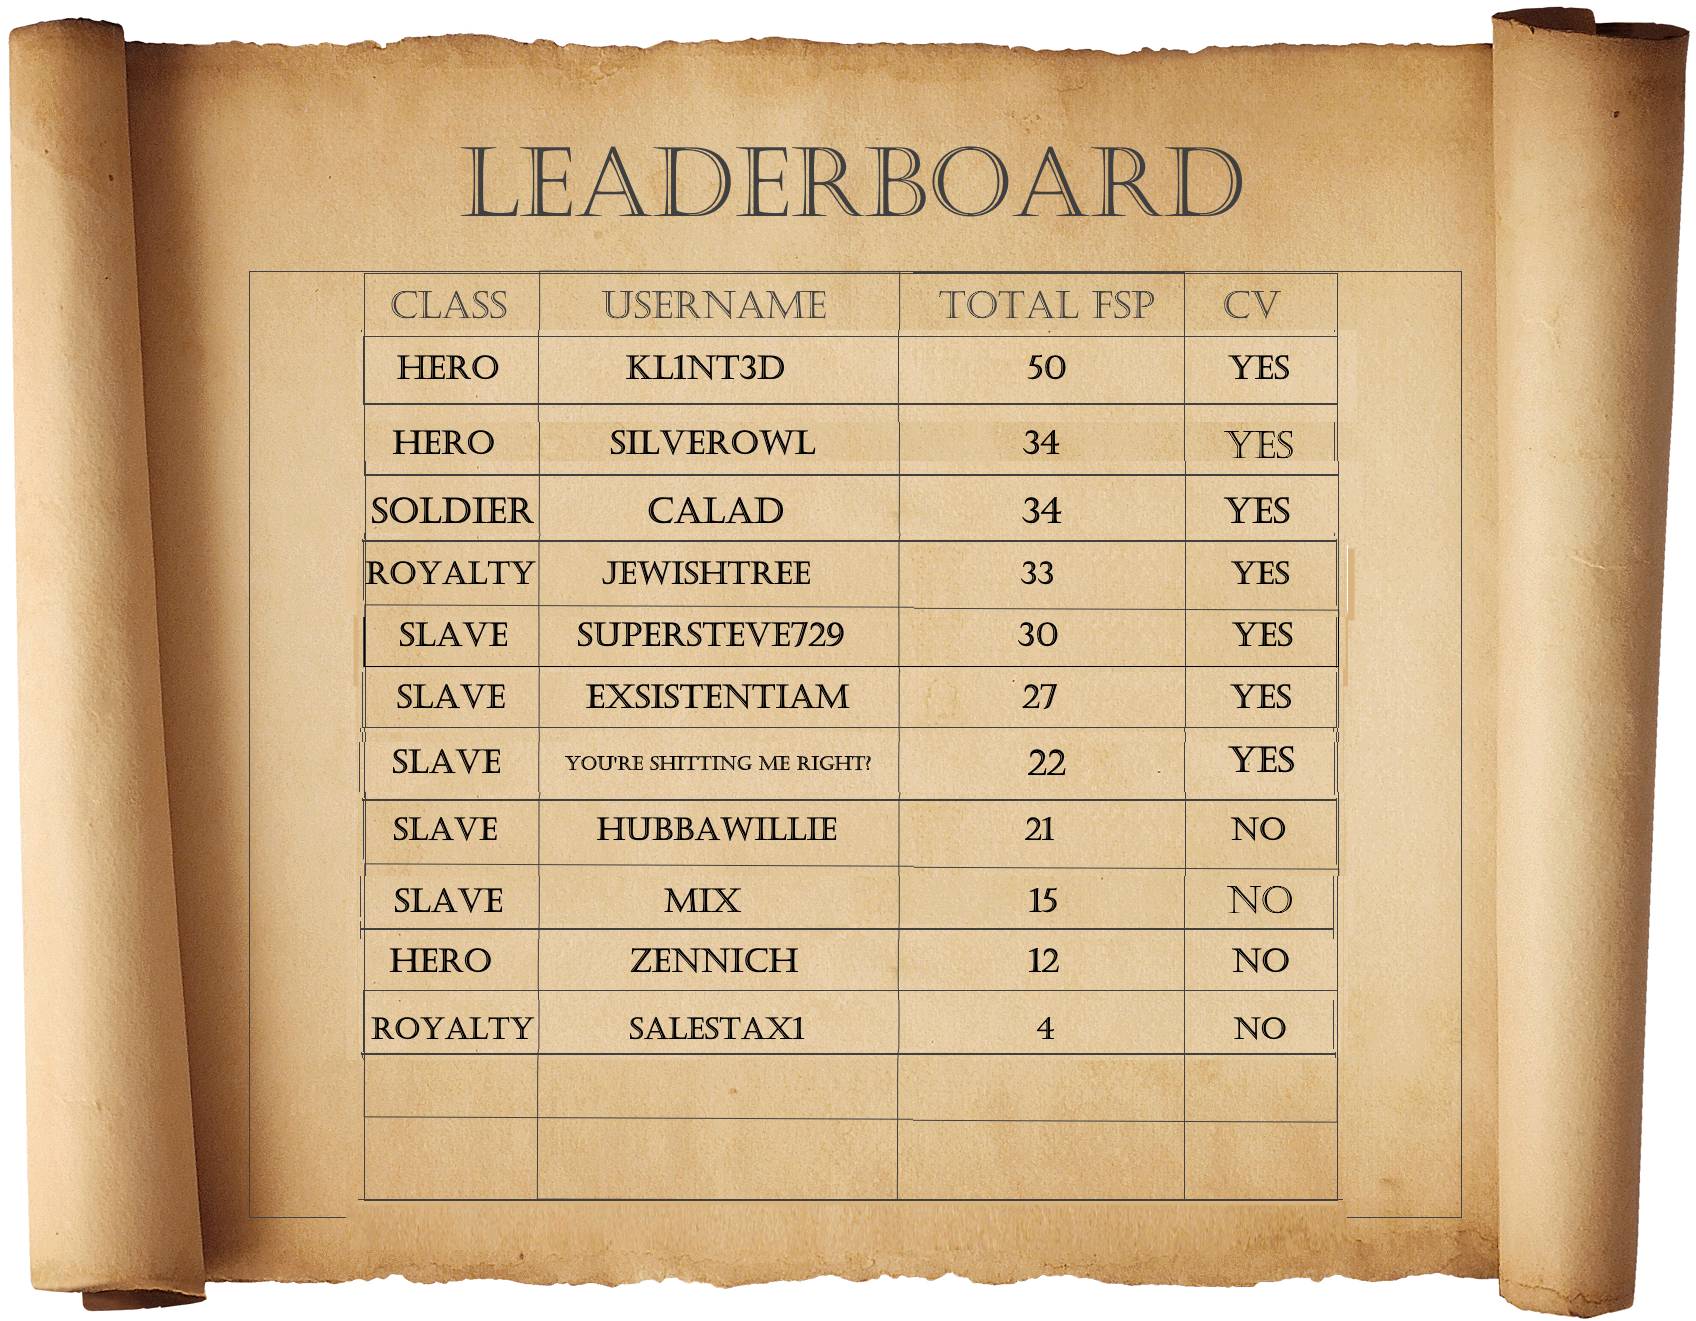 LEADERBOARD
CLASS USERNAME TOTAL FSP CV
HERO KL1NT3D 50 YES
HERO SILVEROWL 34 YES
SOLDIER CALAD 34 YES
ROYALTY JEWISHTREE 33 YES
SLAVE SUPERSTEVE729 30 YES
SLAVE EXSISTENTIAM 27 YES
SLAVE YOU'RE SHITTING ME RIGHT? 22 YES
SLAVE HUBBAWILLIE 21 NO
SLAVE MIX 15 NO
HERO ZENNICH 12 NO
ROYALTY SALESTAX1 4 NO